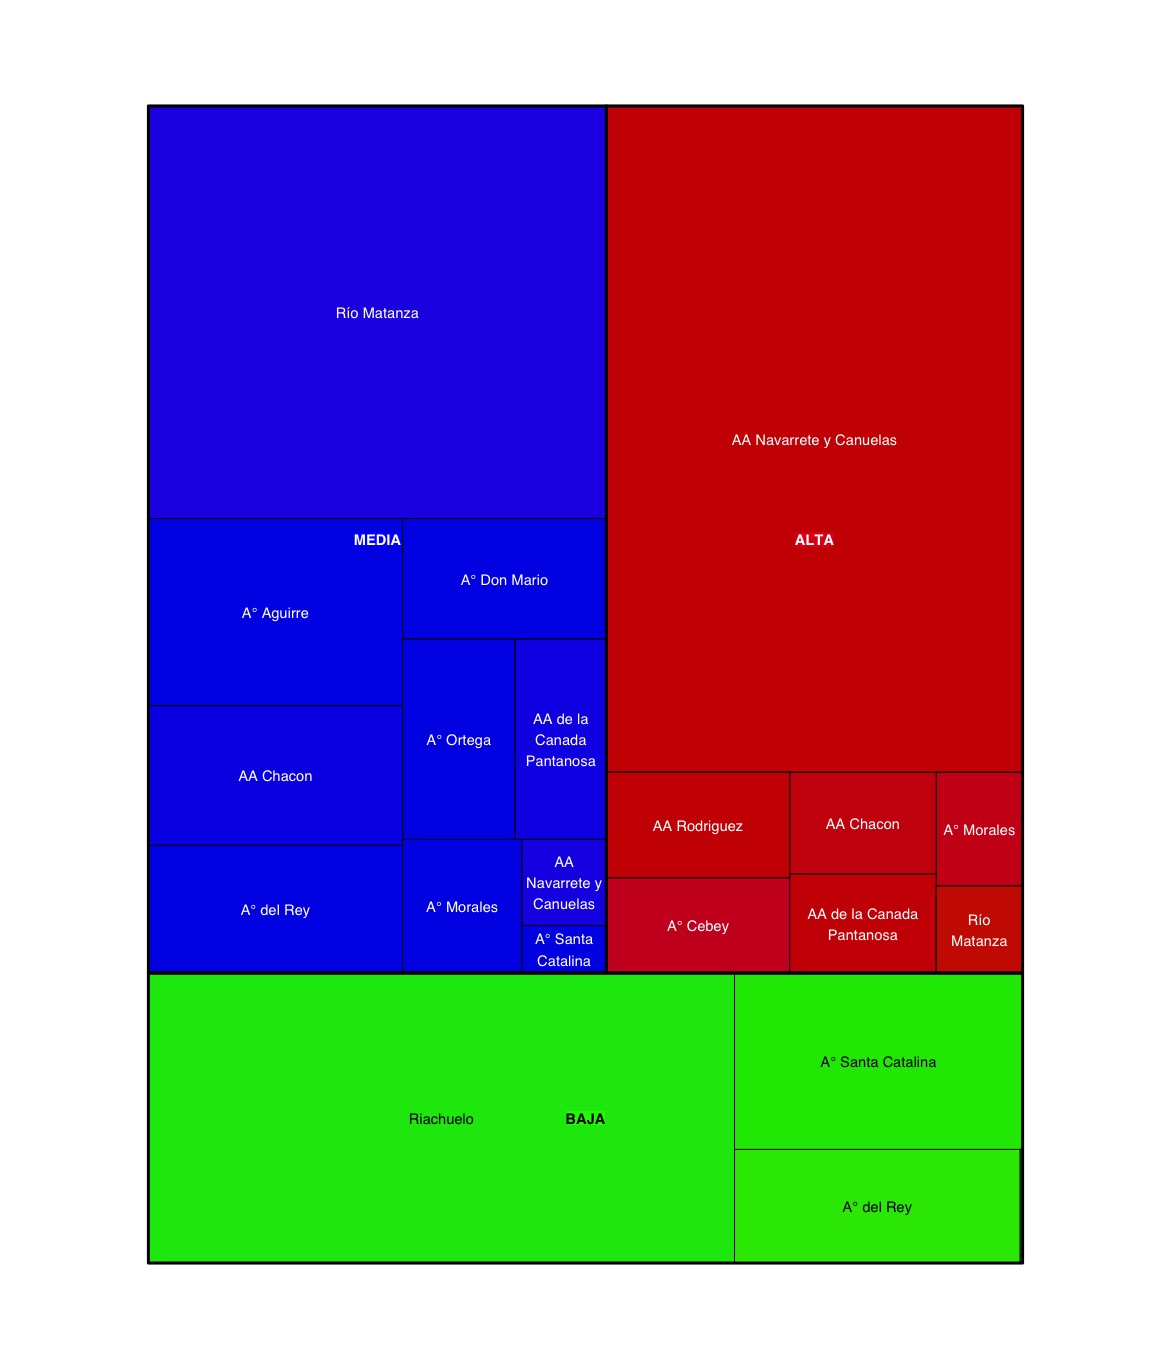 Río Matanza
MEDIA
A° Aguirre
A° Don Mario
AA Chacon
A° Ortega
AA de la
Canada
Pantanosa
A° del Rey
A° Morales
AA
Navarrete y
Canuelas
A° Santa
Catalina
AA Navarrete y Canuelas
ALTA
AA Rodriguez
AA Chacon
A° Morales
A° Cebey
AA de la Canada
Pantanosa
Río
Matanza
Riachuelo
BAJA
A° Santa Catalina
A° del Rey